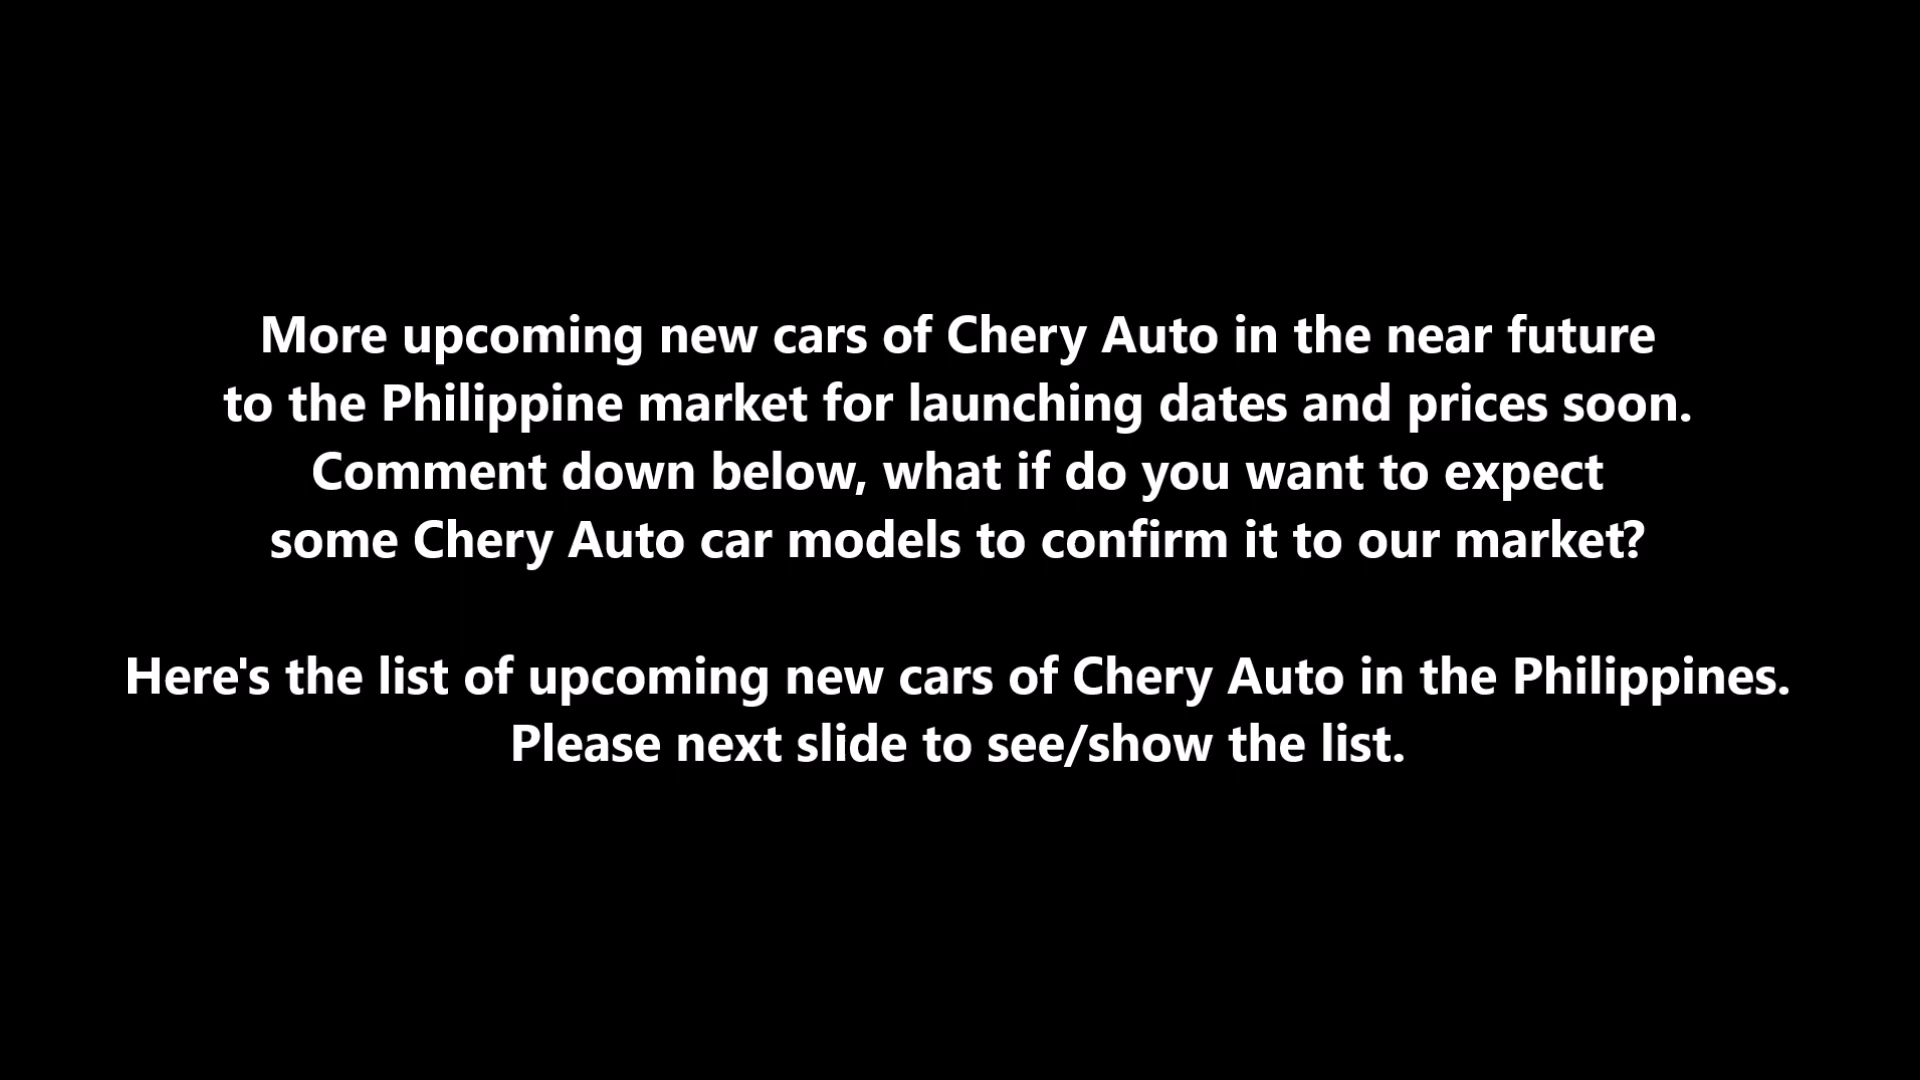 More upcoming new cars of Chery Auto in the near future
to the Philippine market for launching dates and prices soon.
Comment down below, what if do you want to expect
some Chery Auto car models to confirm it to our market?
Here's the list of upcoming new cars of Chery Auto in the Philippines.
Please next slide to see/show the list.